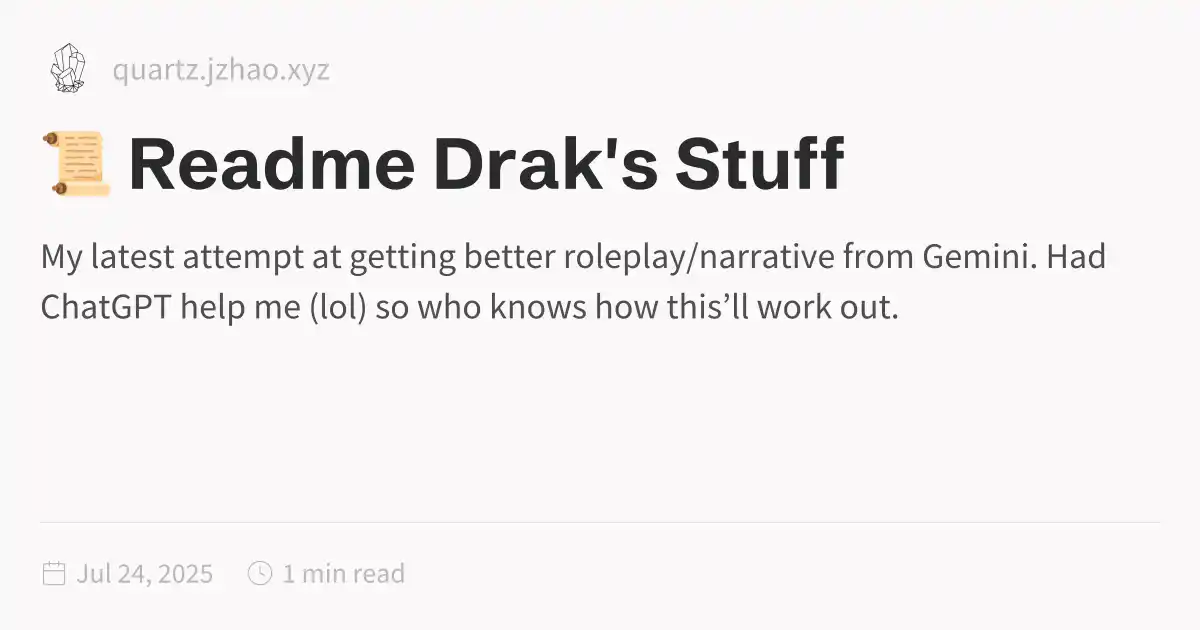 quartz.jzhao.xyz
📜 Readme Drak's Stuff
My latest attempt at getting better roleplay/narrative from Gemini. Had
ChatGPT help me (lol) so who knows how this’ll work out.
Jul 24, 2025 1 min read